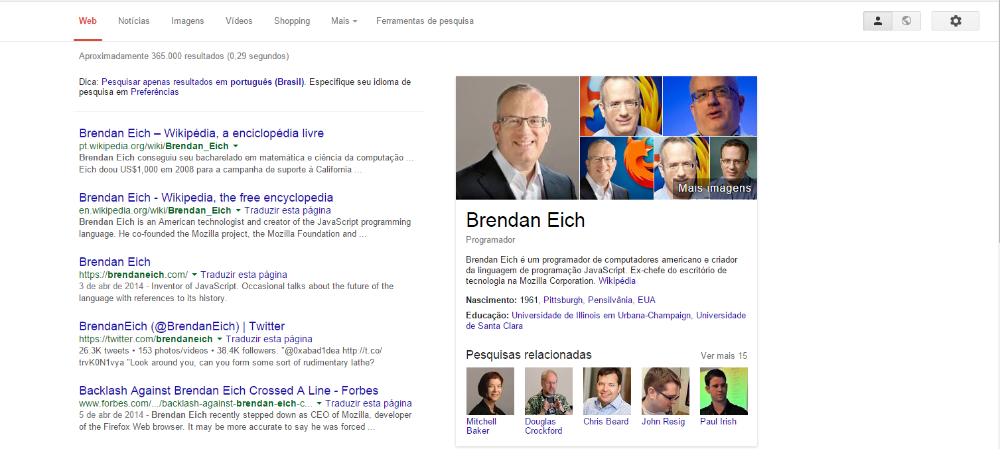 Web Notícias Imagens Vídeos Shopping Mais Ferramentas de pesquisa
Aproximadamente 365.000 resultados (0,29 segundos)
Dica: Pesquisar apenas resultados em português (Brasil). Especifique seu idioma de
pesquisa em Preferências
Brendan Eich – Wikipédia, a enciclopédia livre
pt.wikipedia.org/wiki/Brendan_Eich
Brendan Eich conseguiu seu bacharelado em matemática e ciência da computação ...
Eich doou US$1,000 em 2008 para a campanha de suporte à California ...
Brendan Eich - Wikipedia, the free encyclopedia
en.wikipedia.org/wiki/Brendan_Eich Traduzir esta página
Brendan Eich is an American technologist and creator of the JavaScript programming
language. He co-founded the Mozilla project, the Mozilla Foundation and ...
Brendan Eich
https://brendaneich.com/ Traduzir esta página
3 de abr de 2014 - Inventor of JavaScript. Occasional talks about the future of the
language with references to its history.
BrendanEich (@BrendanEich) | Twitter
https://twitter.com/brendaneich Traduzir esta página
26.3K tweets • 153 photos/videos • 38.4K followers. "@0xabad1dea http://t.co/
trvK0N1vya "Look around you, can you form some sort of rudimentary lathe?
Backlash Against Brendan Eich Crossed A Line - Forbes
www.forbes.com/.../backlash-against-brendan-eich-c... Traduzir esta página
5 de abr de 2014 - Brendan Eich recently stepped down as CEO of Mozilla, developer
of the Firefox Web browser. It may be more accurate to say he was forced ...
Mais imagens
Brendan Eich
Programador
Brendan Eich é um programador de computadores americano e criador
da linguagem de programação JavaScript. Ex-chefe do escritório de
tecnologia na Mozilla Corporation. Wikipédia
Nascimento: 1961, Pittsburgh, Pensilvânia, EUA
Educação: Universidade de Illinois em Urbana-Champaign, Universidade
de Santa Clara
Pesquisas relacionadas Ver mais 15
Mitchell Baker
Douglas Crockford
Chris Beard
John Resig
Paul Irish